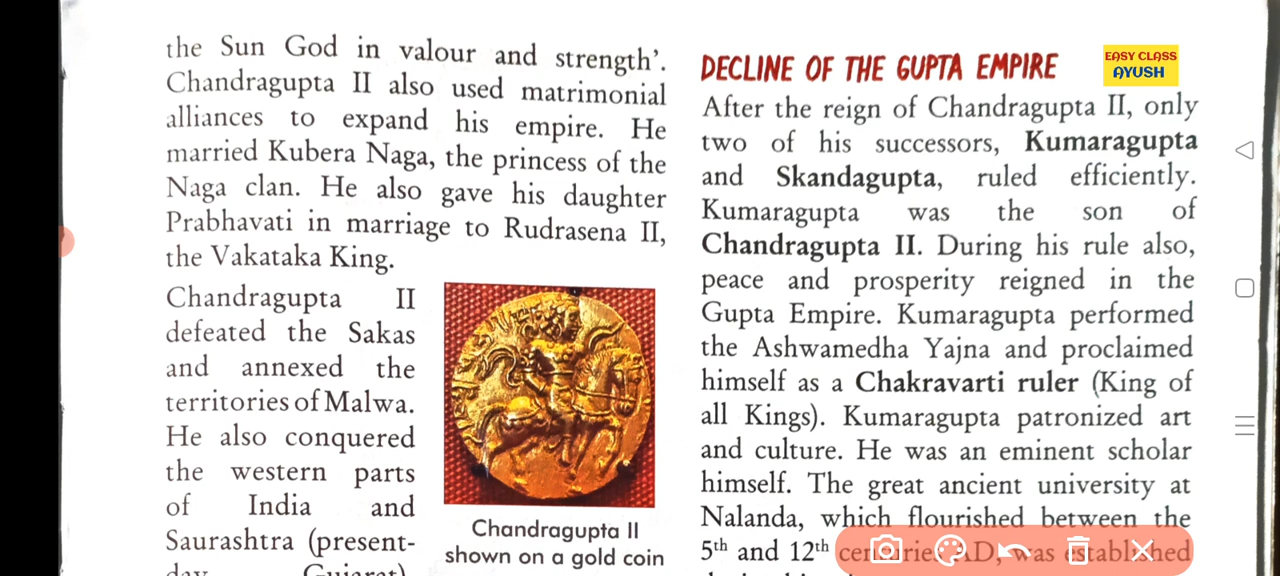 the Sun God in valour and strength’.
Chandragupta II also used matrimonial
alliances to expand his empire. He
married Kubera Naga, the princess of the
Naga clan. He also gave his daughter
Prabhavati in marriage to Rudrasena II,
the Vakataka King.
Chandragupta II
defeated the Sakas
and annexed the
territories of Malwa.
He also conquered
the western parts
of India and
Saurashtra (present-
day Gujarat)
Chandragupta II
shown on a gold coin
DECLINE OF THE GUPTA EMPIRE
EASY CLASS
AYUSH
After the reign of Chandragupta II, only
two of his successors, Kumaragupta
and Skandagupta, ruled efficiently.
Kumaragupta was the son of
Chandragupta II. During his rule also,
peace and prosperity reigned in the
Gupta Empire. Kumaragupta performed
the Ashwamedha Yajna and proclaimed
himself as a Chakravarti ruler (King of
all Kings). Kumaragupta patronized art
and culture. He was an eminent scholar
himself. The great ancient university at
Nalanda, which flourished between the
5th and 12th centuries AD, was established